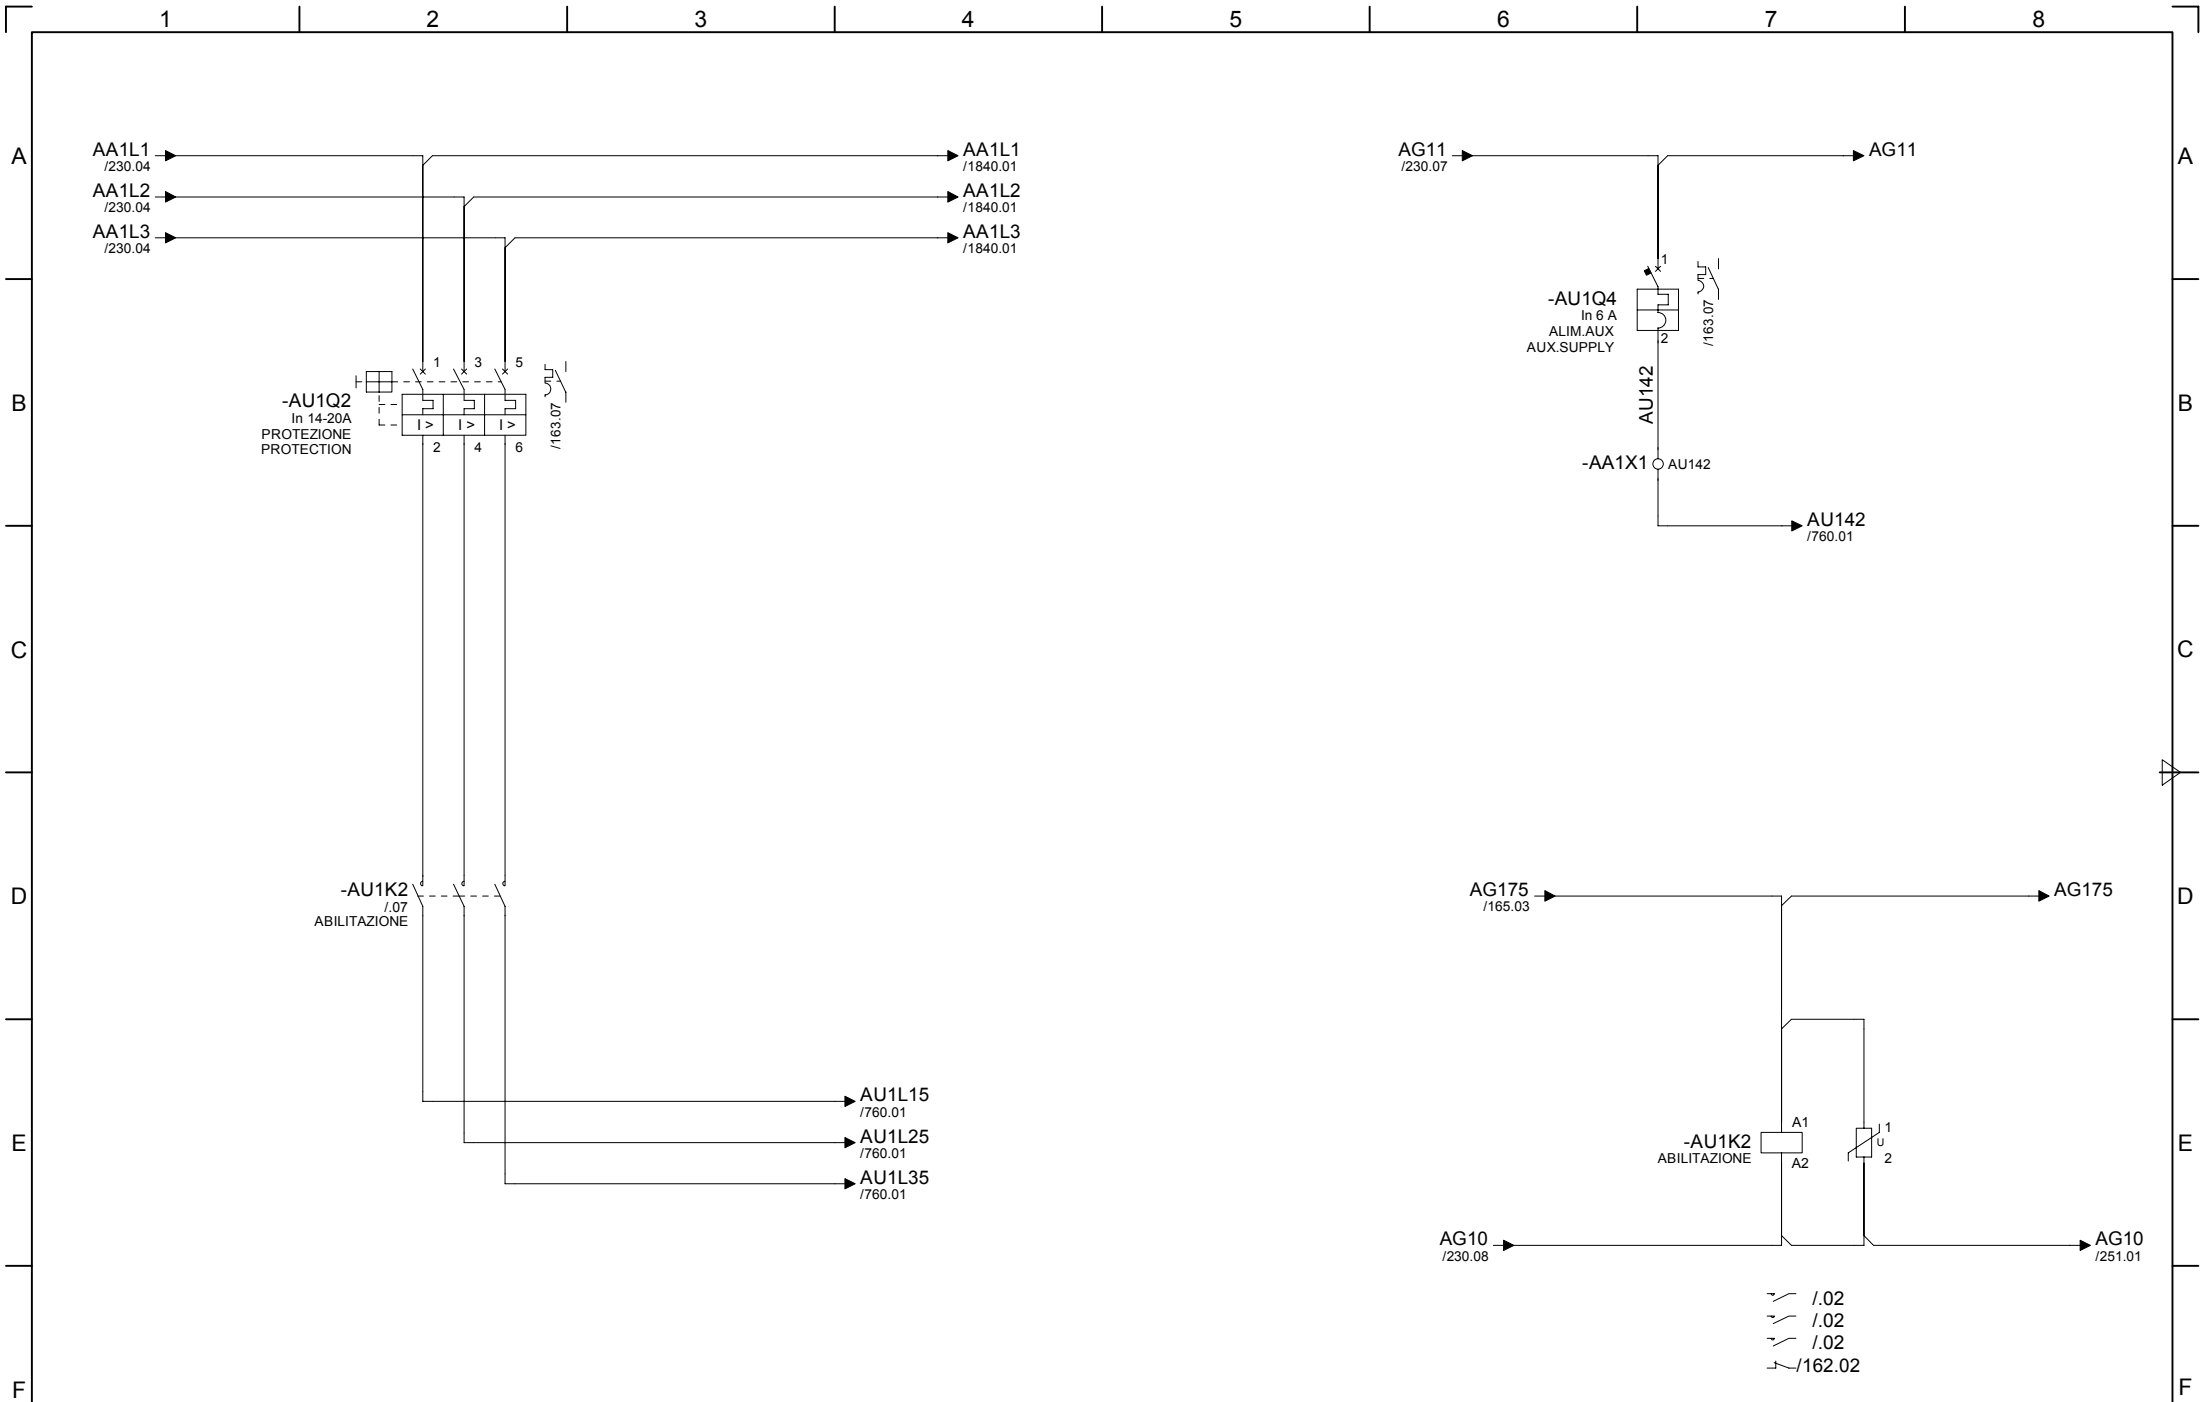 1 2 3 4 5 6 7 8
A
AA1L1
/230.04
AA1L1
/1840.01
AG11
/230.07
AG11
A
AA1L2
/230.04
AA1L2
/1840.01
AA1L3
/230.04
AA1L3
/1840.01
1
-AU1Q4
In 6 A
ALIM.AUX
AUX.SUPPLY
2
/163.07
1 3 5
B
-AU1Q2
In 14-20A
PROTEZIONE
PROTECTION
I > I > I >
2 4 6
/163.07
AU142
B
-AA1X1 AU142
AU142
/760.01
C C
D
-AU1K2
/.07
ABILITAZIONE
AG175
/165.03
AG175
D
AU1L15
/760.01
E
AU1L25
/760.01
AU1L35
/760.01
-AU1K2
ABILITAZIONE
A1
A2
1
U
2
E
AG10
/230.08
AG10
/251.01
/.02
/.02
/.02
/162.02
F F